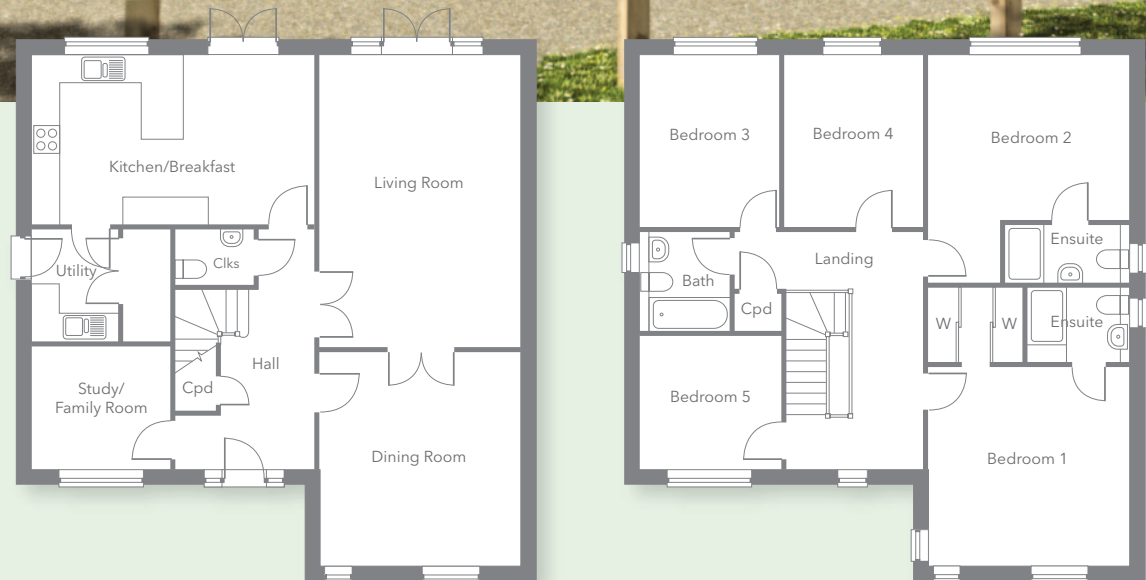 Kitchen/Breakfast
Living Room
Utility
Clks
Hall
Study/
Family Room
Cpd
Dining Room
Bedroom 3
Bedroom 4
Bedroom 2
Landing
Ensuite
Bath
Cpd
W
W
Ensuite
Bedroom 5
Bedroom 1